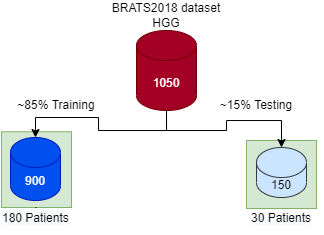 BRATS2018 dataset
HGG
1050
~85% Training
~15% Testing
900
150
180 Patients
30 Patients